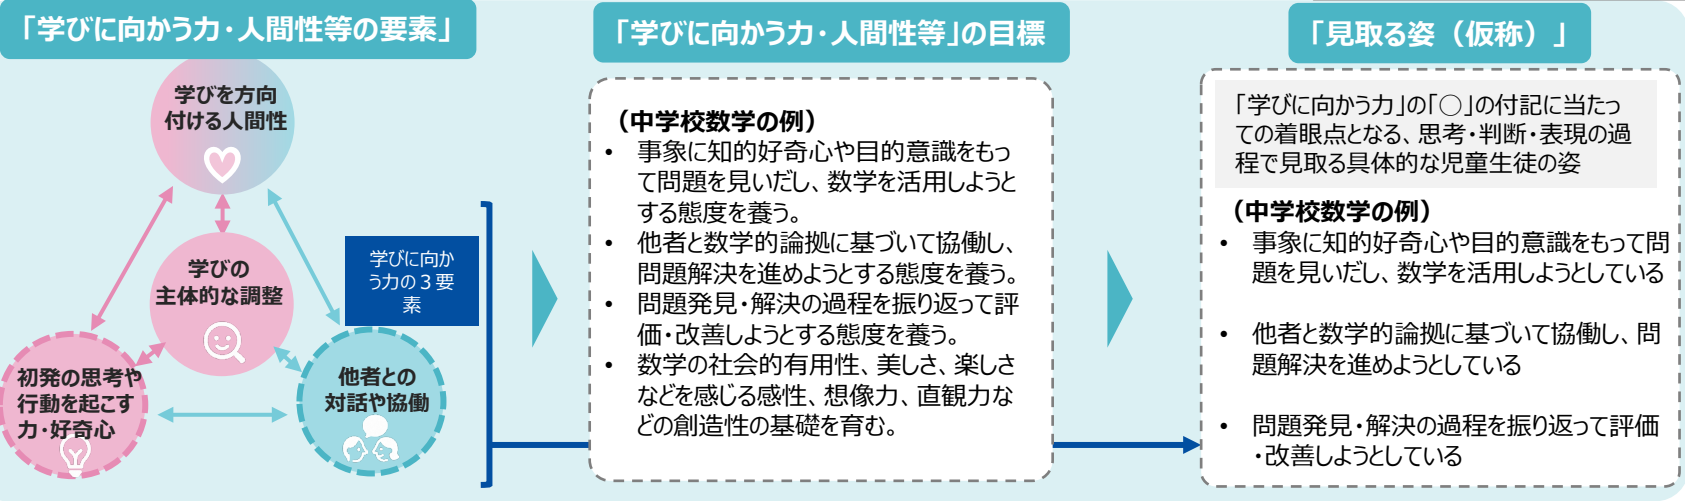 「学びに向かう力・人間性等の要素」
学びを方向
付ける人間性
学びの
主体的な調整
初発の思考や
行動を起こす
力・好奇心
他者との
対話や協働
学びに向か
う力の３要
素
「学びに向かう力・人間性等」の目標
（中学校数学の例）
• 事象に知的好奇心や目的意識をもっ
て問題を見いだし、数学を活用しようと
する態度を養う。
• 他者と数学的論拠に基づいて協働し、
問題解決を進めようとする態度を養う。
• 問題発見・解決の過程を振り返って評
価・改善しようとする態度を養う。
• 数学の社会的有用性、美しさ、楽しさ
などを感じる感性、想像力、直観力な
どの創造性の基礎を育む。
「見取る姿（仮称）」
「学びに向かう力」の「○」の付記に当たっ
ての着眼点となる、思考・判断・表現の過
程で見取る具体的な児童生徒の姿
（中学校数学の例）
• 事象に知的好奇心や目的意識をもって問
題を見いだし、数学を活用しようとしている
• 他者と数学的論拠に基づいて協働し、問
題解決を進めようとしている
• 問題発見・解決の過程を振り返って評価
・改善しようとしている